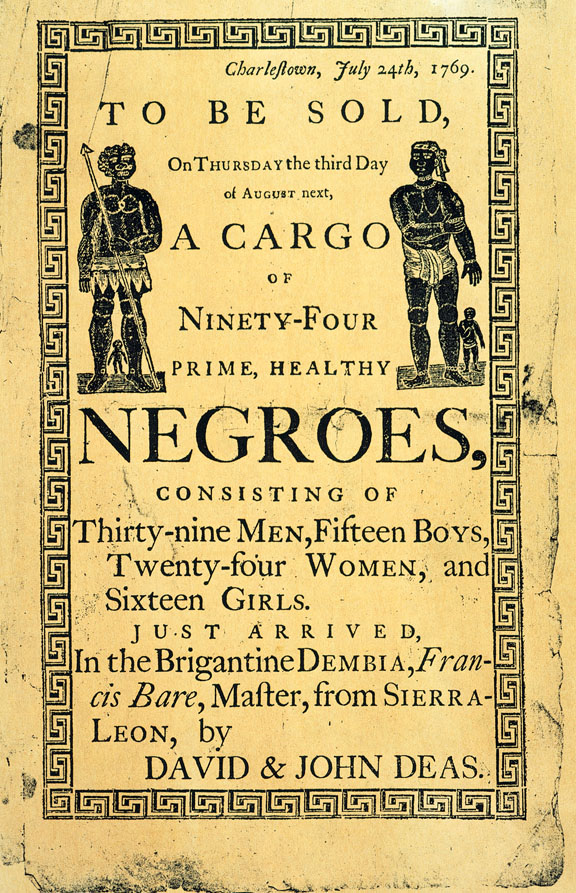 Charleſtown, July 24th, 1769.
TO BE SOLD,
On THURSDAY the third Day
of AUGUST next,
A CARGO
OF
NINETY-FOUR
PRIME, HEALTHY
NEGROES,
CONSISTING OF
Thirty-nine MEN, Fifteen BOYS,
Twenty-four WOMEN, and
Sixteen GIRLS.
JUST ARRIVED,
In the Brigantine DEMBIA, Fran-
cis Bare, Maſter, from SIERRA-
LEON, by
DAVID & JOHN DEAS.